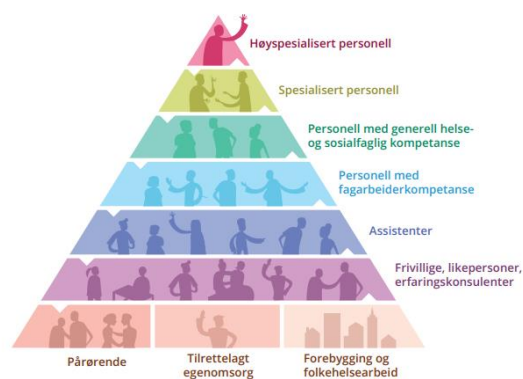 Høyspesialisert personell
Spesialisert personell
Personell med generell helse-
og sosialfaglig kompetanse
Personell med
fagarbeiderkompetanse
Assistenter
Frivillige, likepersoner,
erfaringskonsulenter
Pårørende
Tilrettelagt
egenomsorg
Forebygging og
folkehelsearbeid